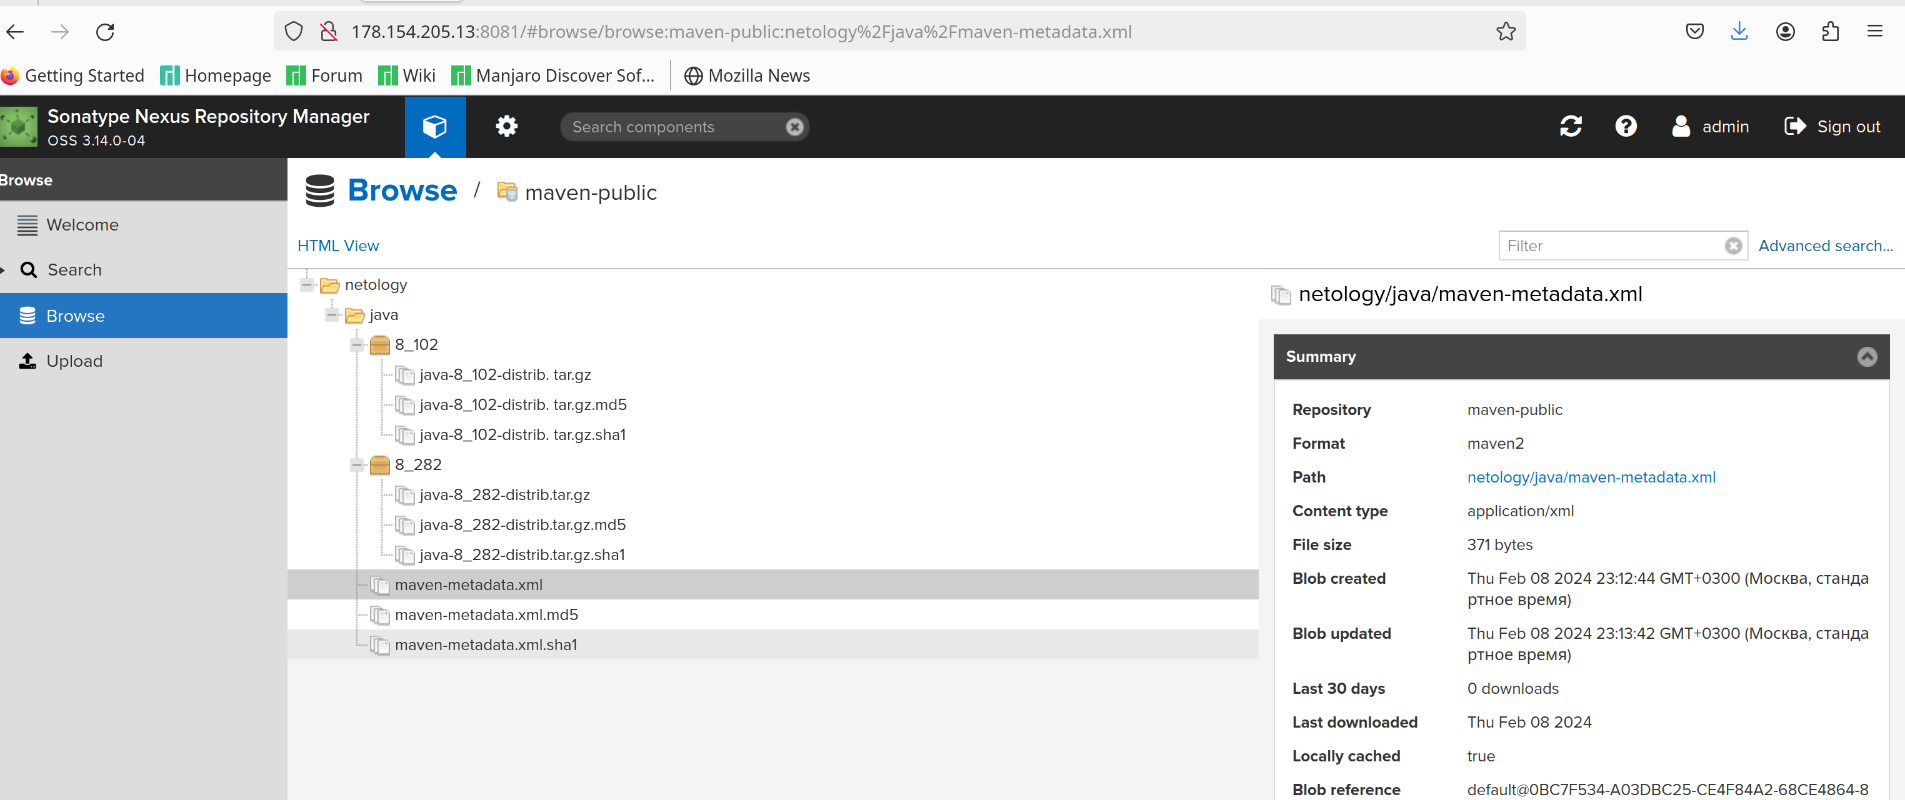 178.154.205.13:8081/#browse/browse:maven-public:netology%2Fjava%2Fmaven-metadata.xml
Getting Started Homepage Forum Wiki Manjaro Discover Sof... Mozilla News
Sonatype Nexus Repository Manager
OSS 3.14.0-04
Search components
admin
Sign out
Browse
Welcome
Search
Browse
Upload
Browse / maven-public
HTML View
Filter
Advanced search...
netology
java
8_102
java-8_102-distrib. tar.gz
java-8_102-distrib. tar.gz.md5
java-8_102-distrib. tar.gz.sha1
8_282
java-8_282-distrib.tar.gz
java-8_282-distrib.tar.gz.md5
java-8_282-distrib.tar.gz.sha1
maven-metadata.xml
maven-metadata.xml.md5
maven-metadata.xml.sha1
netology/java/maven-metadata.xml
Summary
Repository maven-public
Format maven2
Path netology/java/maven-metadata.xml
Content type application/xml
File size 371 bytes
Blob created Thu Feb 08 2024 23:12:44 GMT+0300 (Москва, станда
ртное время)
Blob updated Thu Feb 08 2024 23:13:42 GMT+0300 (Москва, станда
ртное время)
Last 30 days 0 downloads
Last downloaded Thu Feb 08 2024
Locally cached true
Blob reference default@0BC7F534-A03DBC25-CE4F84A2-68CE4864-8